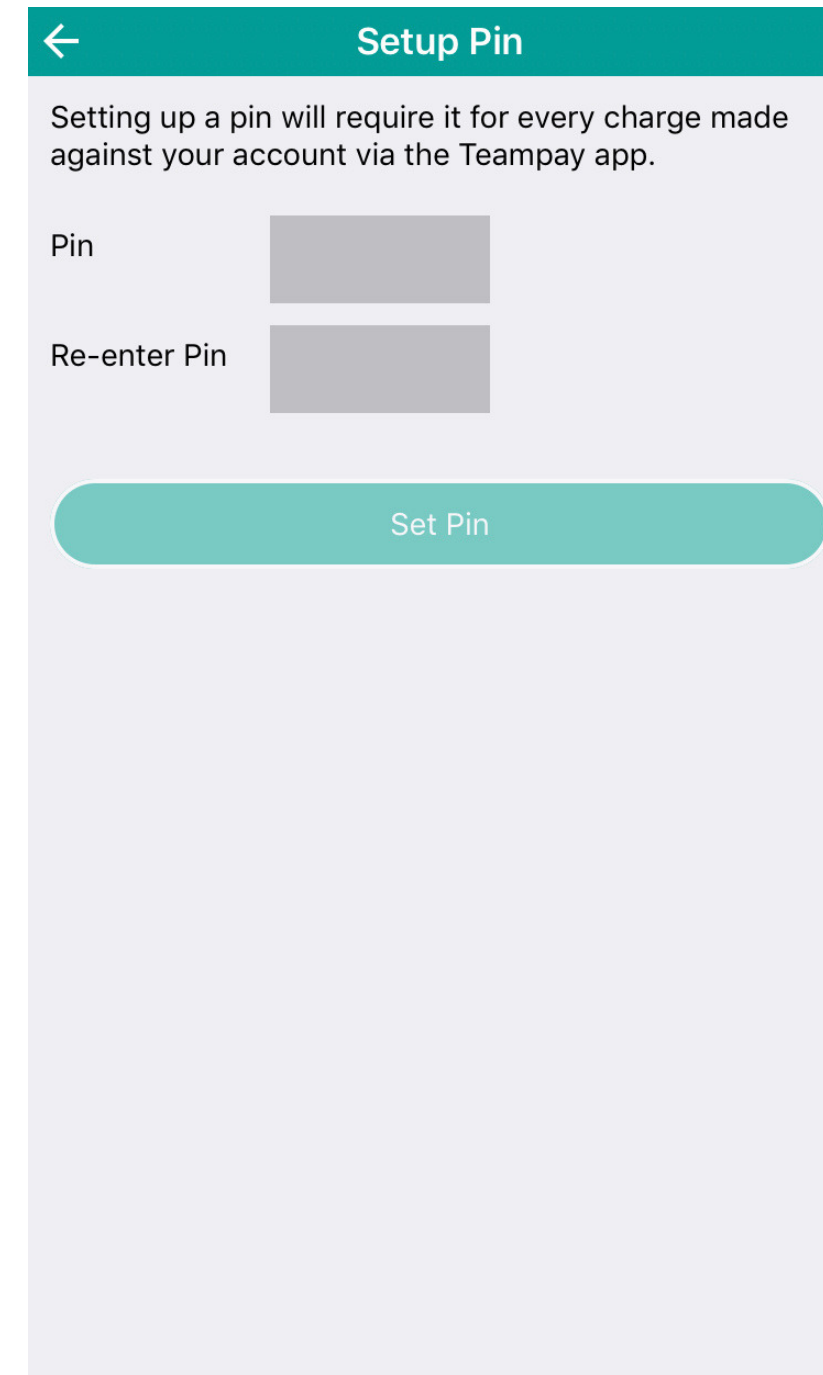 Setup Pin
Setting up a pin will require it for every charge made
against your account via the Teampay app.
Pin
Re-enter Pin
Set Pin